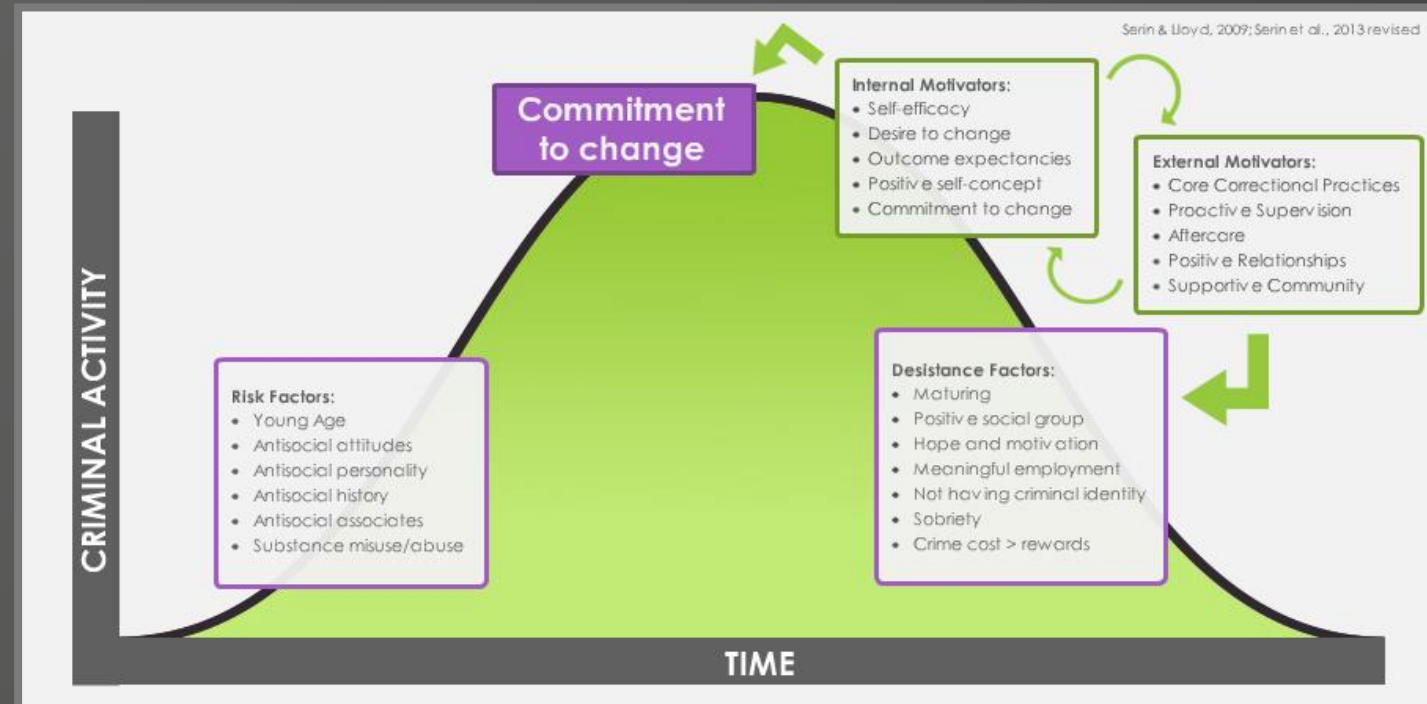 Serin & Lloyd, 2009; Serin et al., 2013 revised
Commitment
to change
Internal Motivators:
• Self-efficacy
• Desire to change
• Outcome expectancies
• Positive self-concept
• Commitment to change
External Motivators:
• Core Correctional Practices
• Proactive Supervision
• Aftercare
• Positive Relationships
• Supportive Community
CRIMINAL ACTIVITY
Risk Factors:
• Young Age
• Antisocial attitudes
• Antisocial personality
• Antisocial history
• Antisocial associates
• Substance misuse/abuse
Desistance Factors:
• Maturing
• Positive social group
• Hope and motivation
• Meaningful employment
• Not having criminal identity
• Sobriety
• Crime cost > rewards
TIME